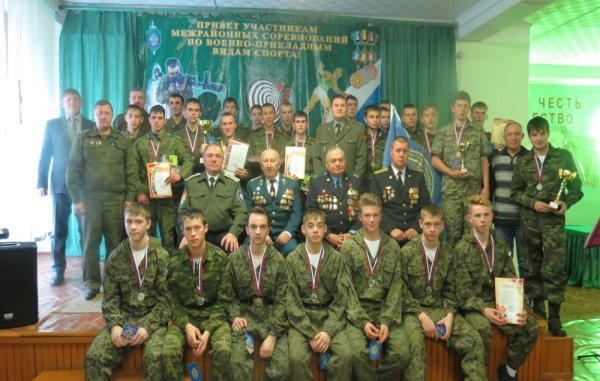 ПРИВЕТ УЧАСТНИКАМ
МЕЖРАЙОННЫХ СОРЕВНОВАНИЙ
ПО ВОЕННО-ПРИКЛАДНЫМ
ВИДАМ СПОРТА!
ЧЕСТЬ